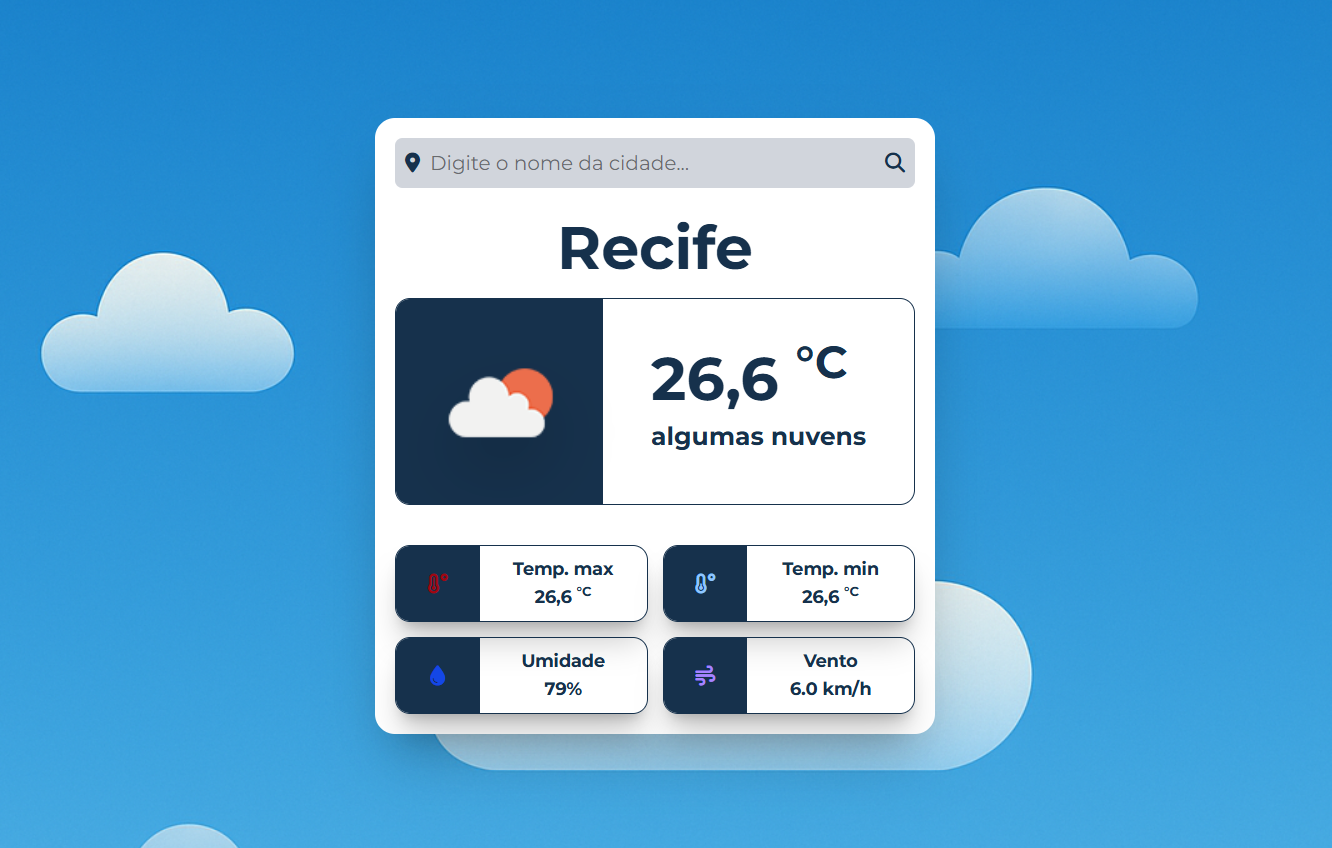 Digite o nome da cidade...
Recife
26,6 °C
algumas nuvens
Temp. max
26,6 °C
Temp. min
26,6 °C
Umidade
79%
Vento
6.0 km/h